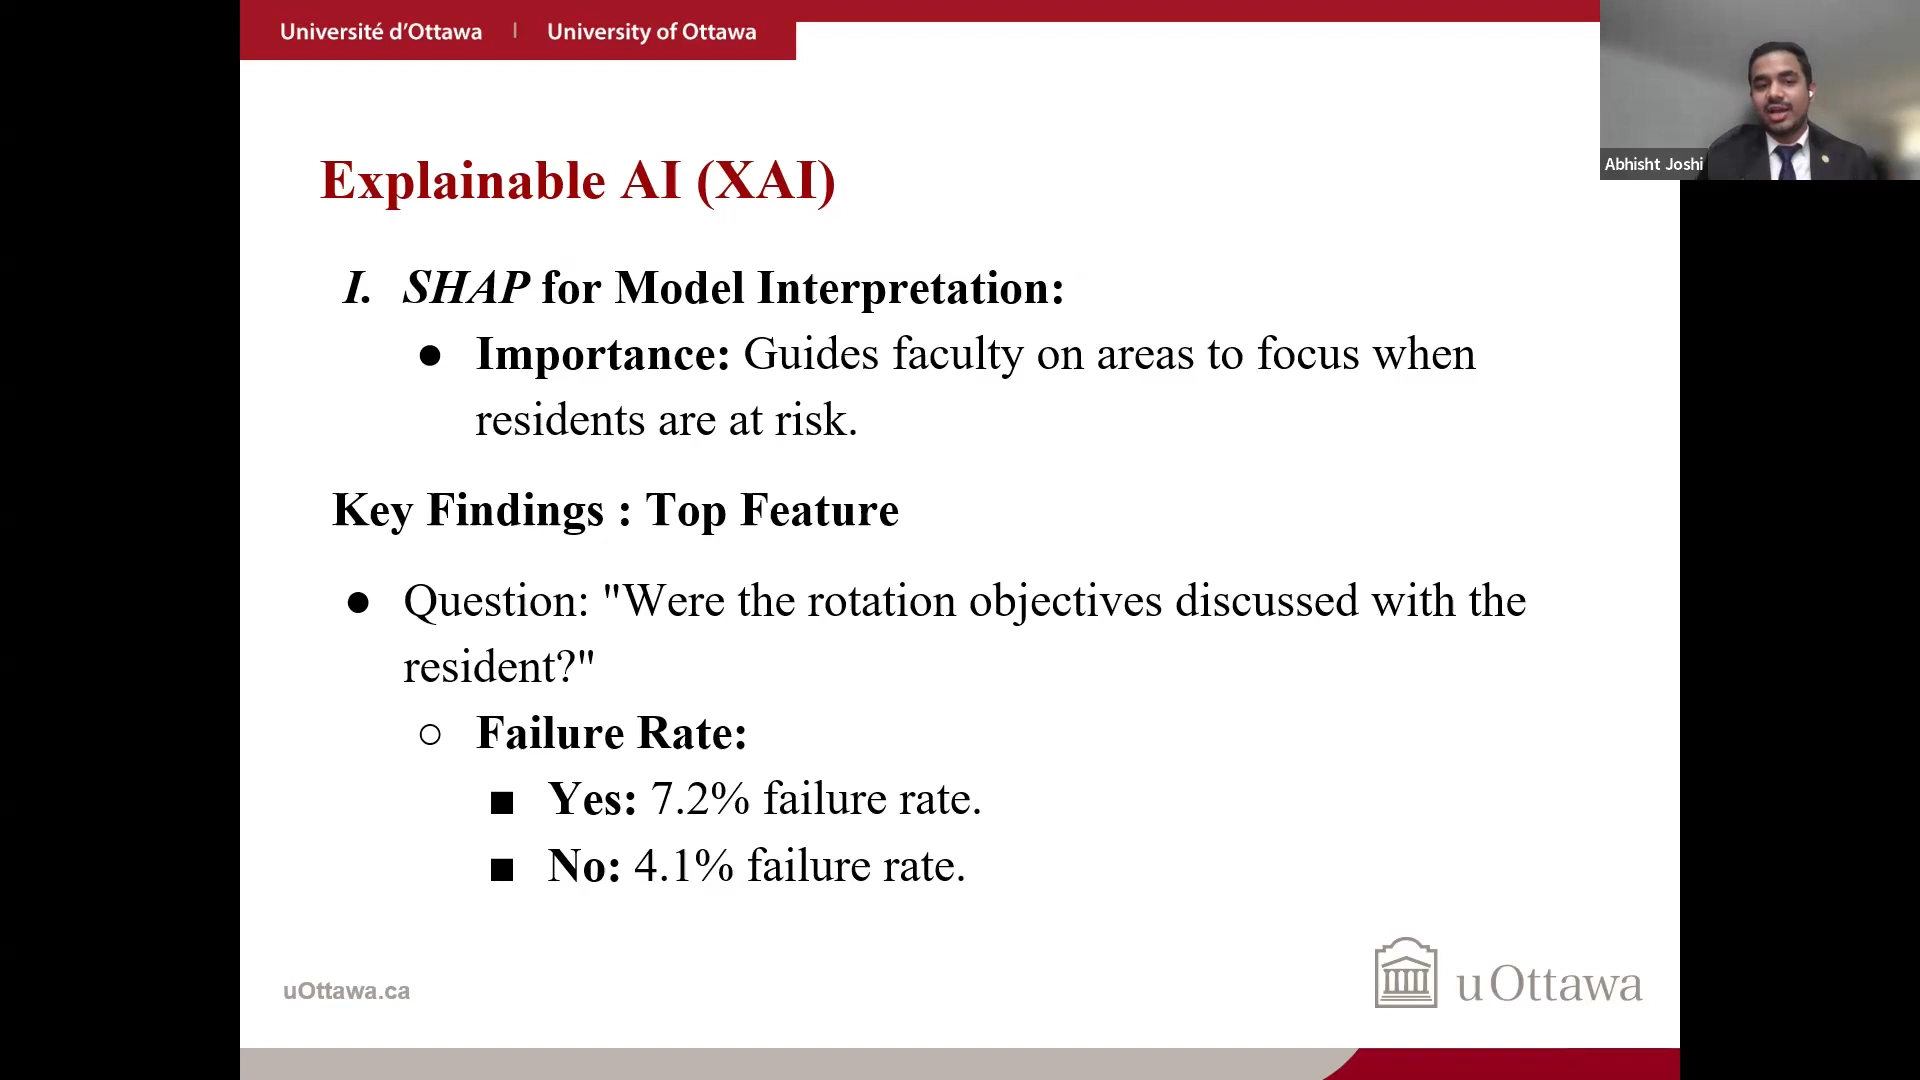 Université d'Ottawa | University of Ottawa
Abhisht Joshi
Explainable AI (XAI)
I. SHAP for Model Interpretation:
● Importance: Guides faculty on areas to focus when
residents are at risk.
Key Findings : Top Feature
● Question: "Were the rotation objectives discussed with the
resident?"
○ Failure Rate:
■ Yes: 7.2% failure rate.
■ No: 4.1% failure rate.
uOttawa.ca
uOttawa